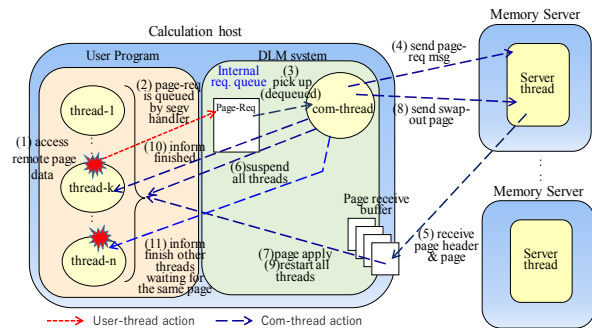 Calculation host
User Program
DLM system
Memory Server
Server
thread
(4) send page-
req msg
(8) send swap-
out page
Internal
req. queue
(3)
pick up
(dequeued)
Page-Req
com-thread
(2) page-req
is queued
by segv
handler
thread-1
(1) access
remote page
data
(10) inform
finished
(6)suspend
all threads
thread-k
thread-n
Page receive
buffer
(5) receive
page header
& page
Memory Server
Server
thread
(11) inform
finish other
threads
waiting for
the same page
(7)page apply
(9)restart all
threads
User-thread action
Com-thread action